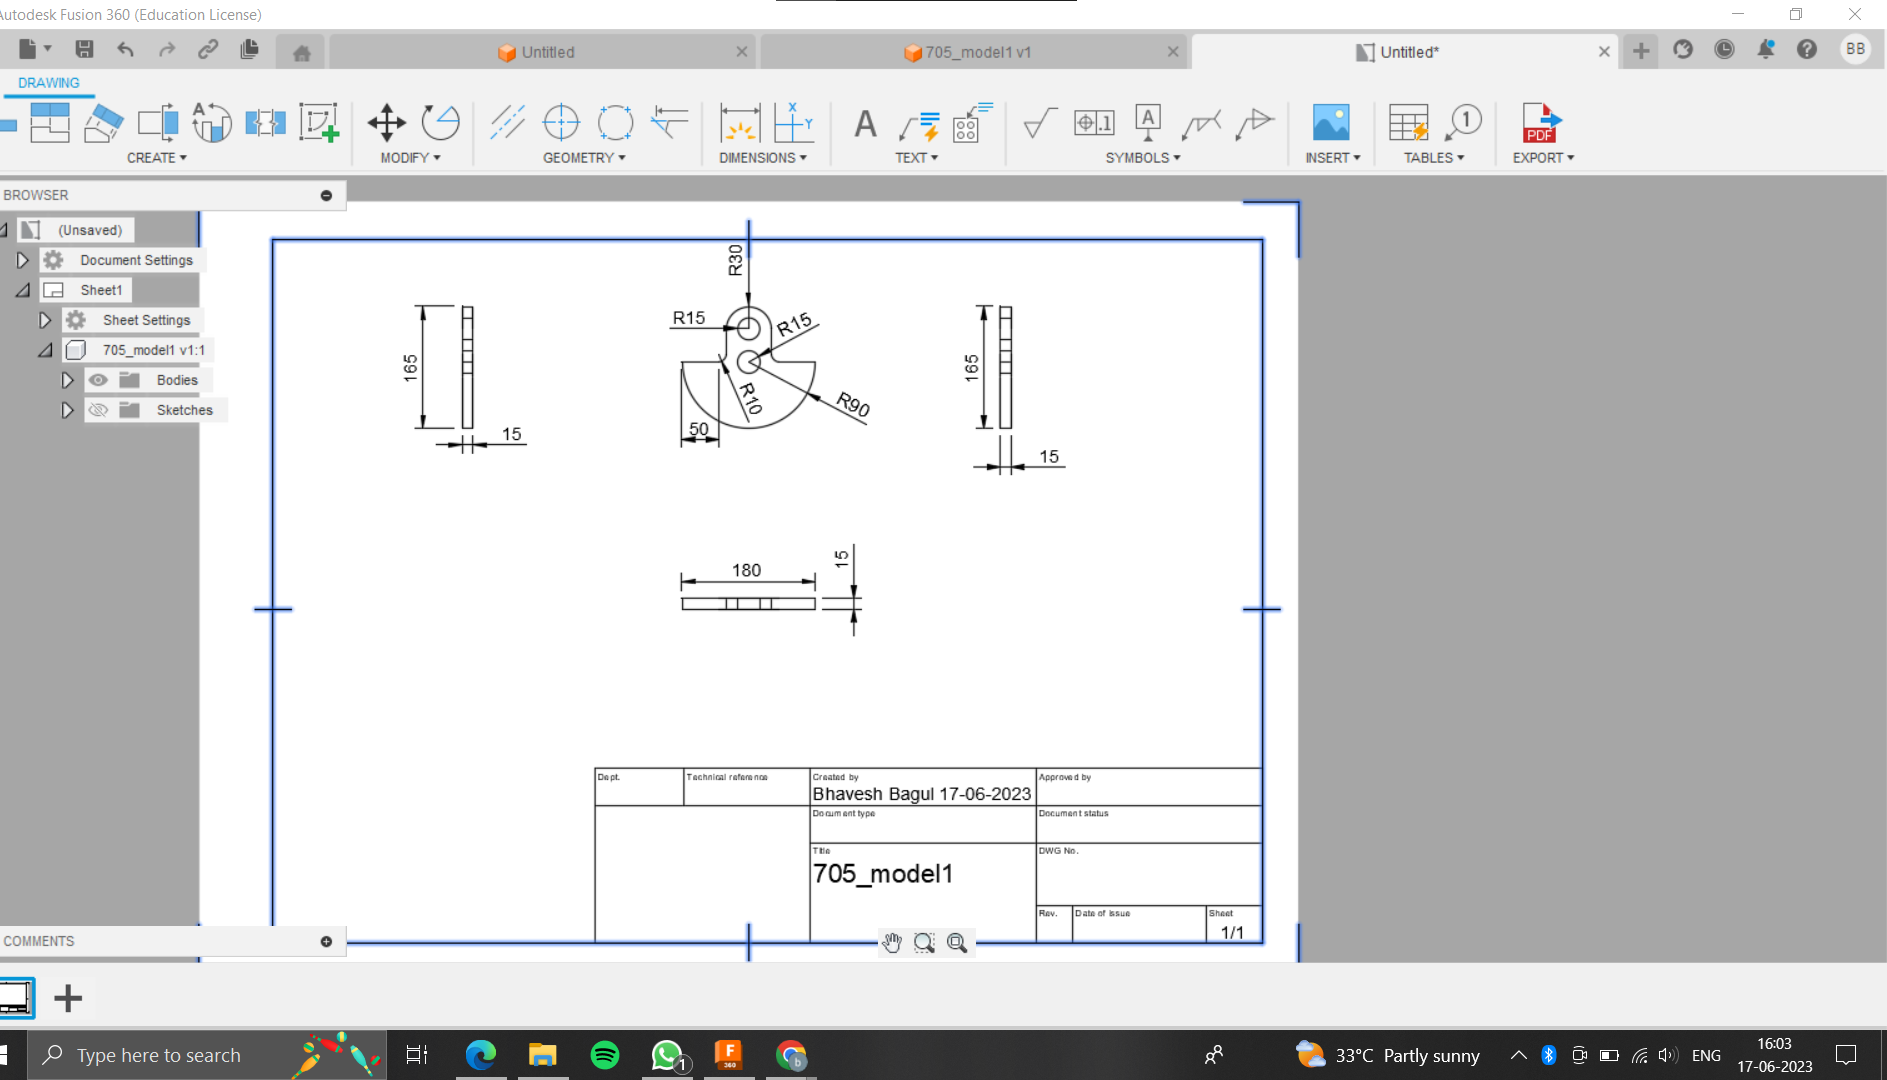 Autodesk Fusion 360 (Education License)
Untitled
705_model1 v1
Untitled*
BB
DRAWING
CREATE
MODIFY
GEOMETRY
DIMENSIONS
TEXT
SYMBOLS
INSERT
TABLES
EXPORT
BROWSER
(Unsaved)
Document Settings
Sheet1
Sheet Settings
705_model1 v1:1
Bodies
Sketches
165
15
R30
R15
R15
R10
R90
50
165
15
180
15
Dept.
Technical reference
Created by
Bhavesh Bagul 17-06-2023
Approved by
Document type
Document status
Title
705_model1
DWG No.
Rev.
Date of issue
Sheet
1/1
COMMENTS
Type here to search
1
33°C Partly sunny
ENG
16:03
17-06-2023